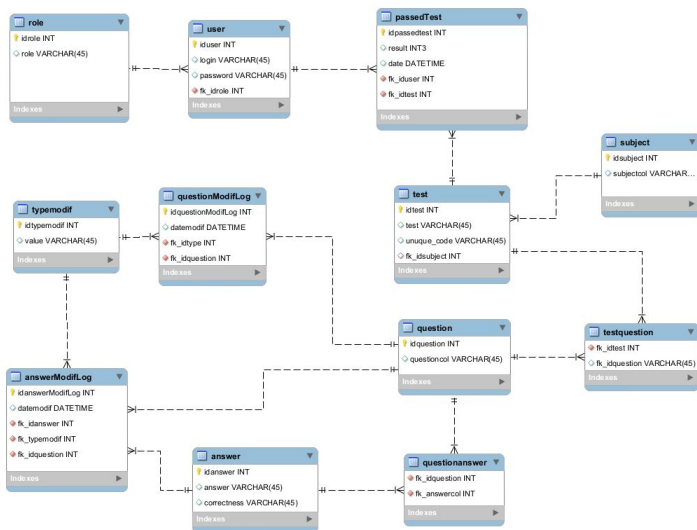 role
idrole INT
role VARCHAR(45)
Indexes
user
iduser INT
login VARCHAR(45)
password VARCHAR(45)
fk_idrole INT
Indexes
passedTest
idpassedtest INT
result INT3
date DATETIME
fk_iduser INT
fk_idtest INT
Indexes
subject
idsubject INT
subjectcol VARCHAR...
Indexes
typemodif
idtypemodif INT
value VARCHAR(45)
Indexes
questionModifLog
idquestionModifLog INT
datemodif DATETIME
fk_idtype INT
fk_idquestion INT
Indexes
test
idtest INT
test VARCHAR(45)
unuque_code VARCHAR(45)
fk_idsubject INT
Indexes
question
idquestion INT
questioncol VARCHAR(45)
Indexes
testquestion
fk_idtest INT
fk_idquestion VARCHAR(45)
Indexes
answerModifLog
idanswerModifLog INT
datemodif DATETIME
fk_idanswer INT
fk_typemodif INT
fk_idquestion INT
Indexes
answer
idanswer INT
answer VARCHAR(45)
correctness VARCHAR(45)
Indexes
questionanswer
fk_idquestion INT
fk_answercol INT
Indexes